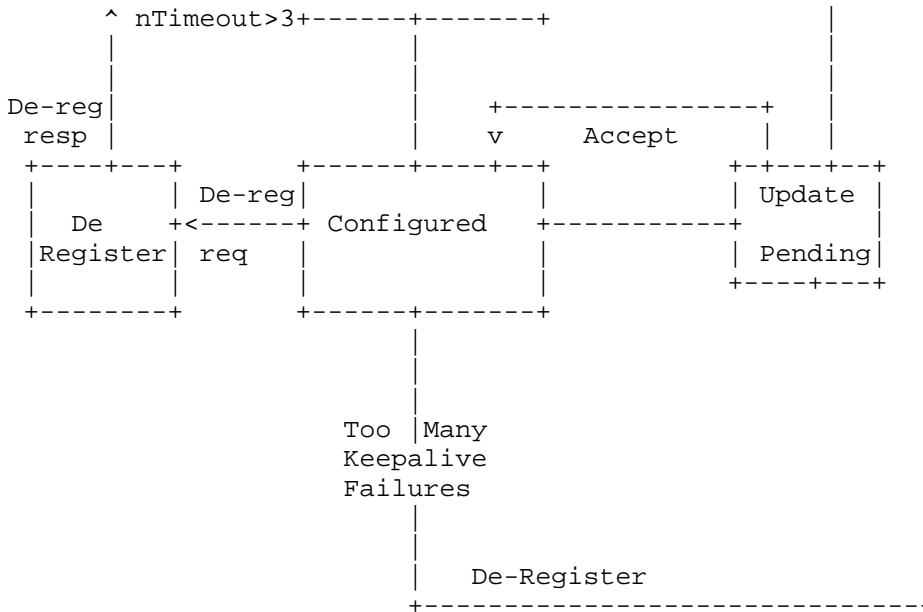 ^ nTimeout>3
De-reg
resp
v Accept
De-reg Update
De Configured
Register req Pending
Too Many
Keepalive
Failures
De-Register